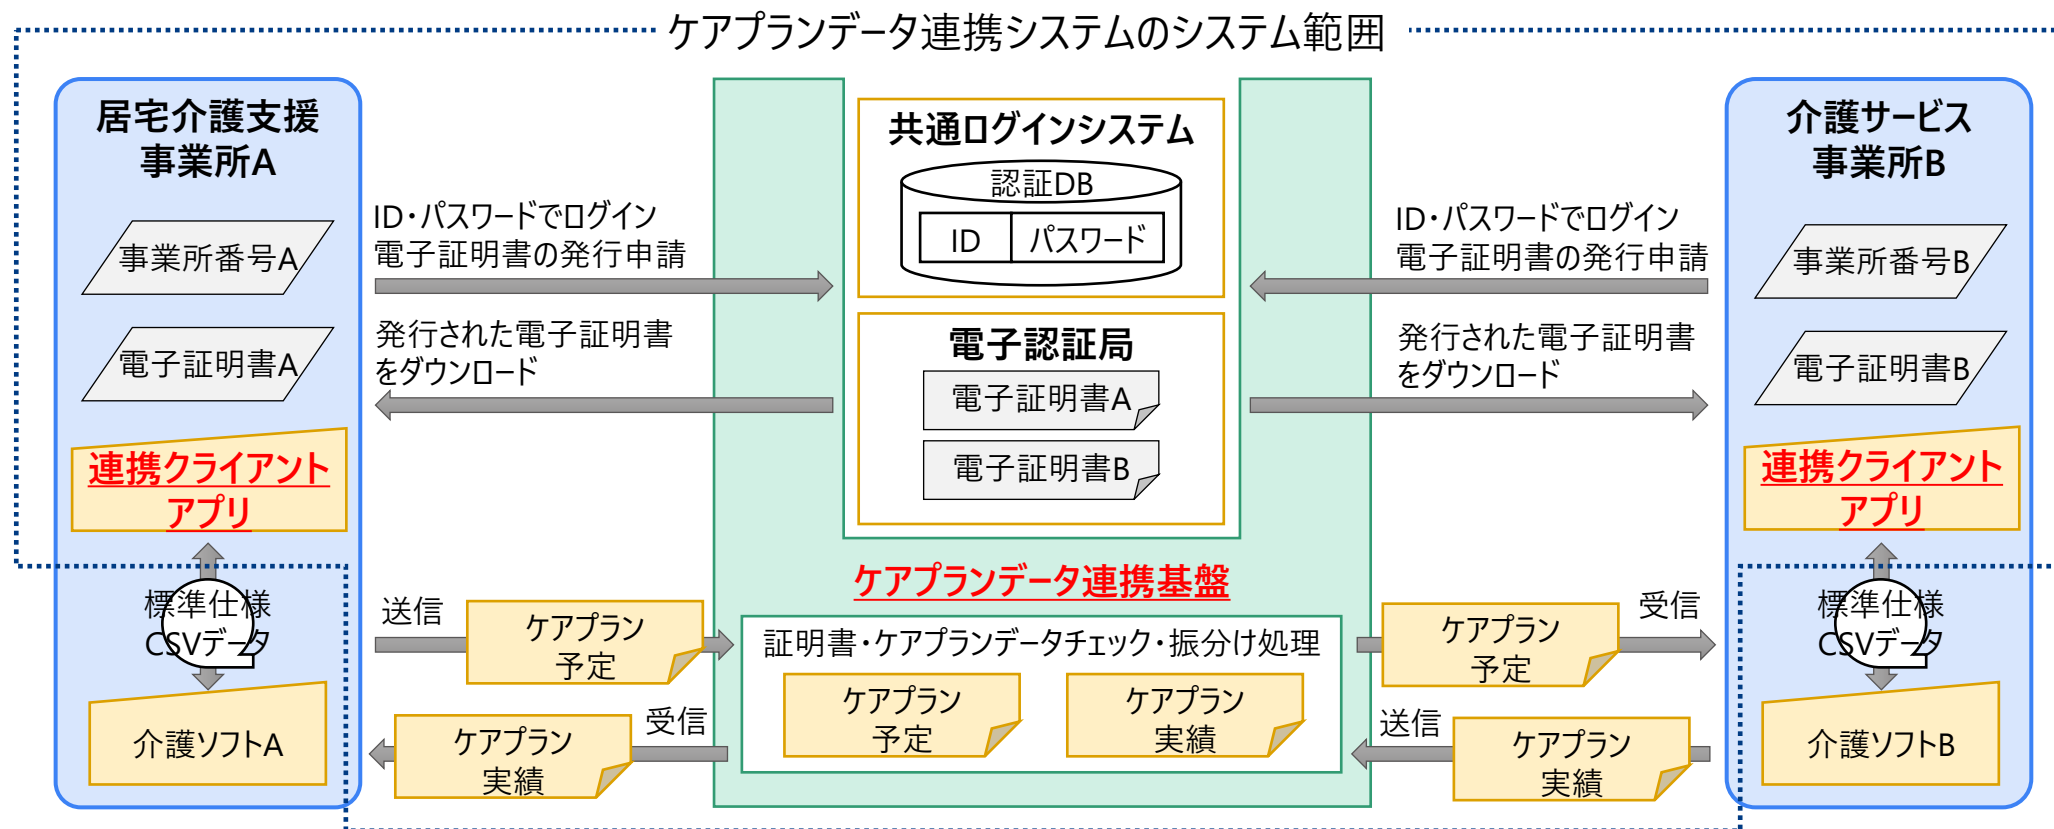 ケアプランデータ連携システムのシステム範囲
居宅介護支援
事業所A
事業所番号A
電子証明書A
連携クライアント
アプリ
標準仕様
CSVデータ
介護ソフトA
ID・パスワードでログイン
電子証明書の発行申請
発行された電子証明書
をダウンロード
送信
ケアプラン
予定
受信
ケアプラン
実績
共通ログインシステム
認証DB
ID
パスワード
電子認証局
電子証明書A
電子証明書B
ケアプランデータ連携基盤
証明書・ケアプランデータチェック・振分け処理
ケアプラン
予定
ケアプラン
実績
ID・パスワードでログイン
電子証明書の発行申請
発行された電子証明書
をダウンロード
ケアプラン
予定
受信
送信
ケアプラン
実績
介護サービス
事業所B
事業所番号B
電子証明書B
連携クライアント
アプリ
標準仕様
CSVデータ
介護ソフトB